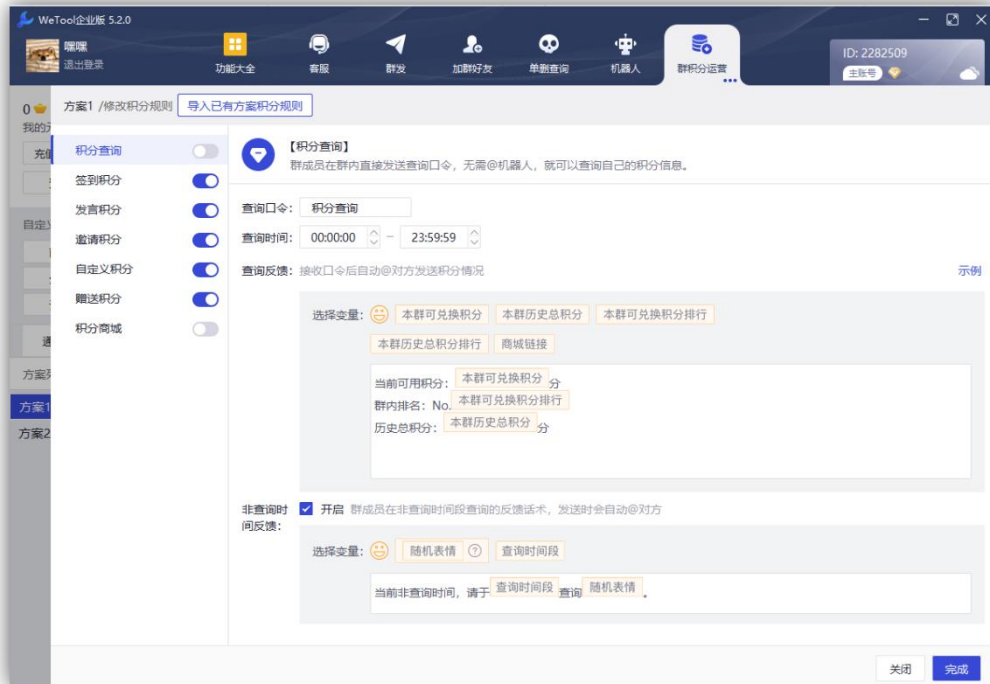 WeTool企业版 5.2.0
嘿嘿
退出登录
功能大全
客服
群发
加群好友
单删查询
机器人
群积分运营
ID: 2282509
主账号
0
方案1 /修改积分规则 导入已有方案积分规则
充值
自定义
方案列
方案1
方案2
积分查询
签到积分
发言积分
邀请积分
自定义积分
赠送积分
积分商城
【积分查询】
群成员在群内直接发送查询口令，无需@机器人，就可以查询自己的积分信息。
查询口令： 积分查询
查询时间： 00:00:00 – 23:59:59
查询反馈： 接收口令后自动@对方发送积分情况 示例
选择变量： 本群可兑换积分 本群历史总积分 本群可兑换积分排行
本群历史总积分排行 商城链接
当前可用积分： 本群可兑换积分 分
群内排名：No. 本群可兑换积分排行
历史总积分： 本群历史总积分 分
非查询时间反馈： 开启 群成员在非查询时间段查询的反馈话术，发送时会自动@对方
选择变量： 随机表情 ? 查询时间段
当前非查询时间，请于 查询时间段 查询 随机表情 。
关闭 完成